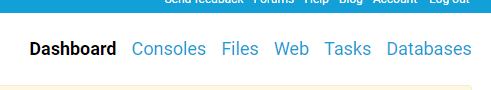 Send feedback Forums Help Blog Account Log out
Dashboard Consoles Files Web Tasks Databases